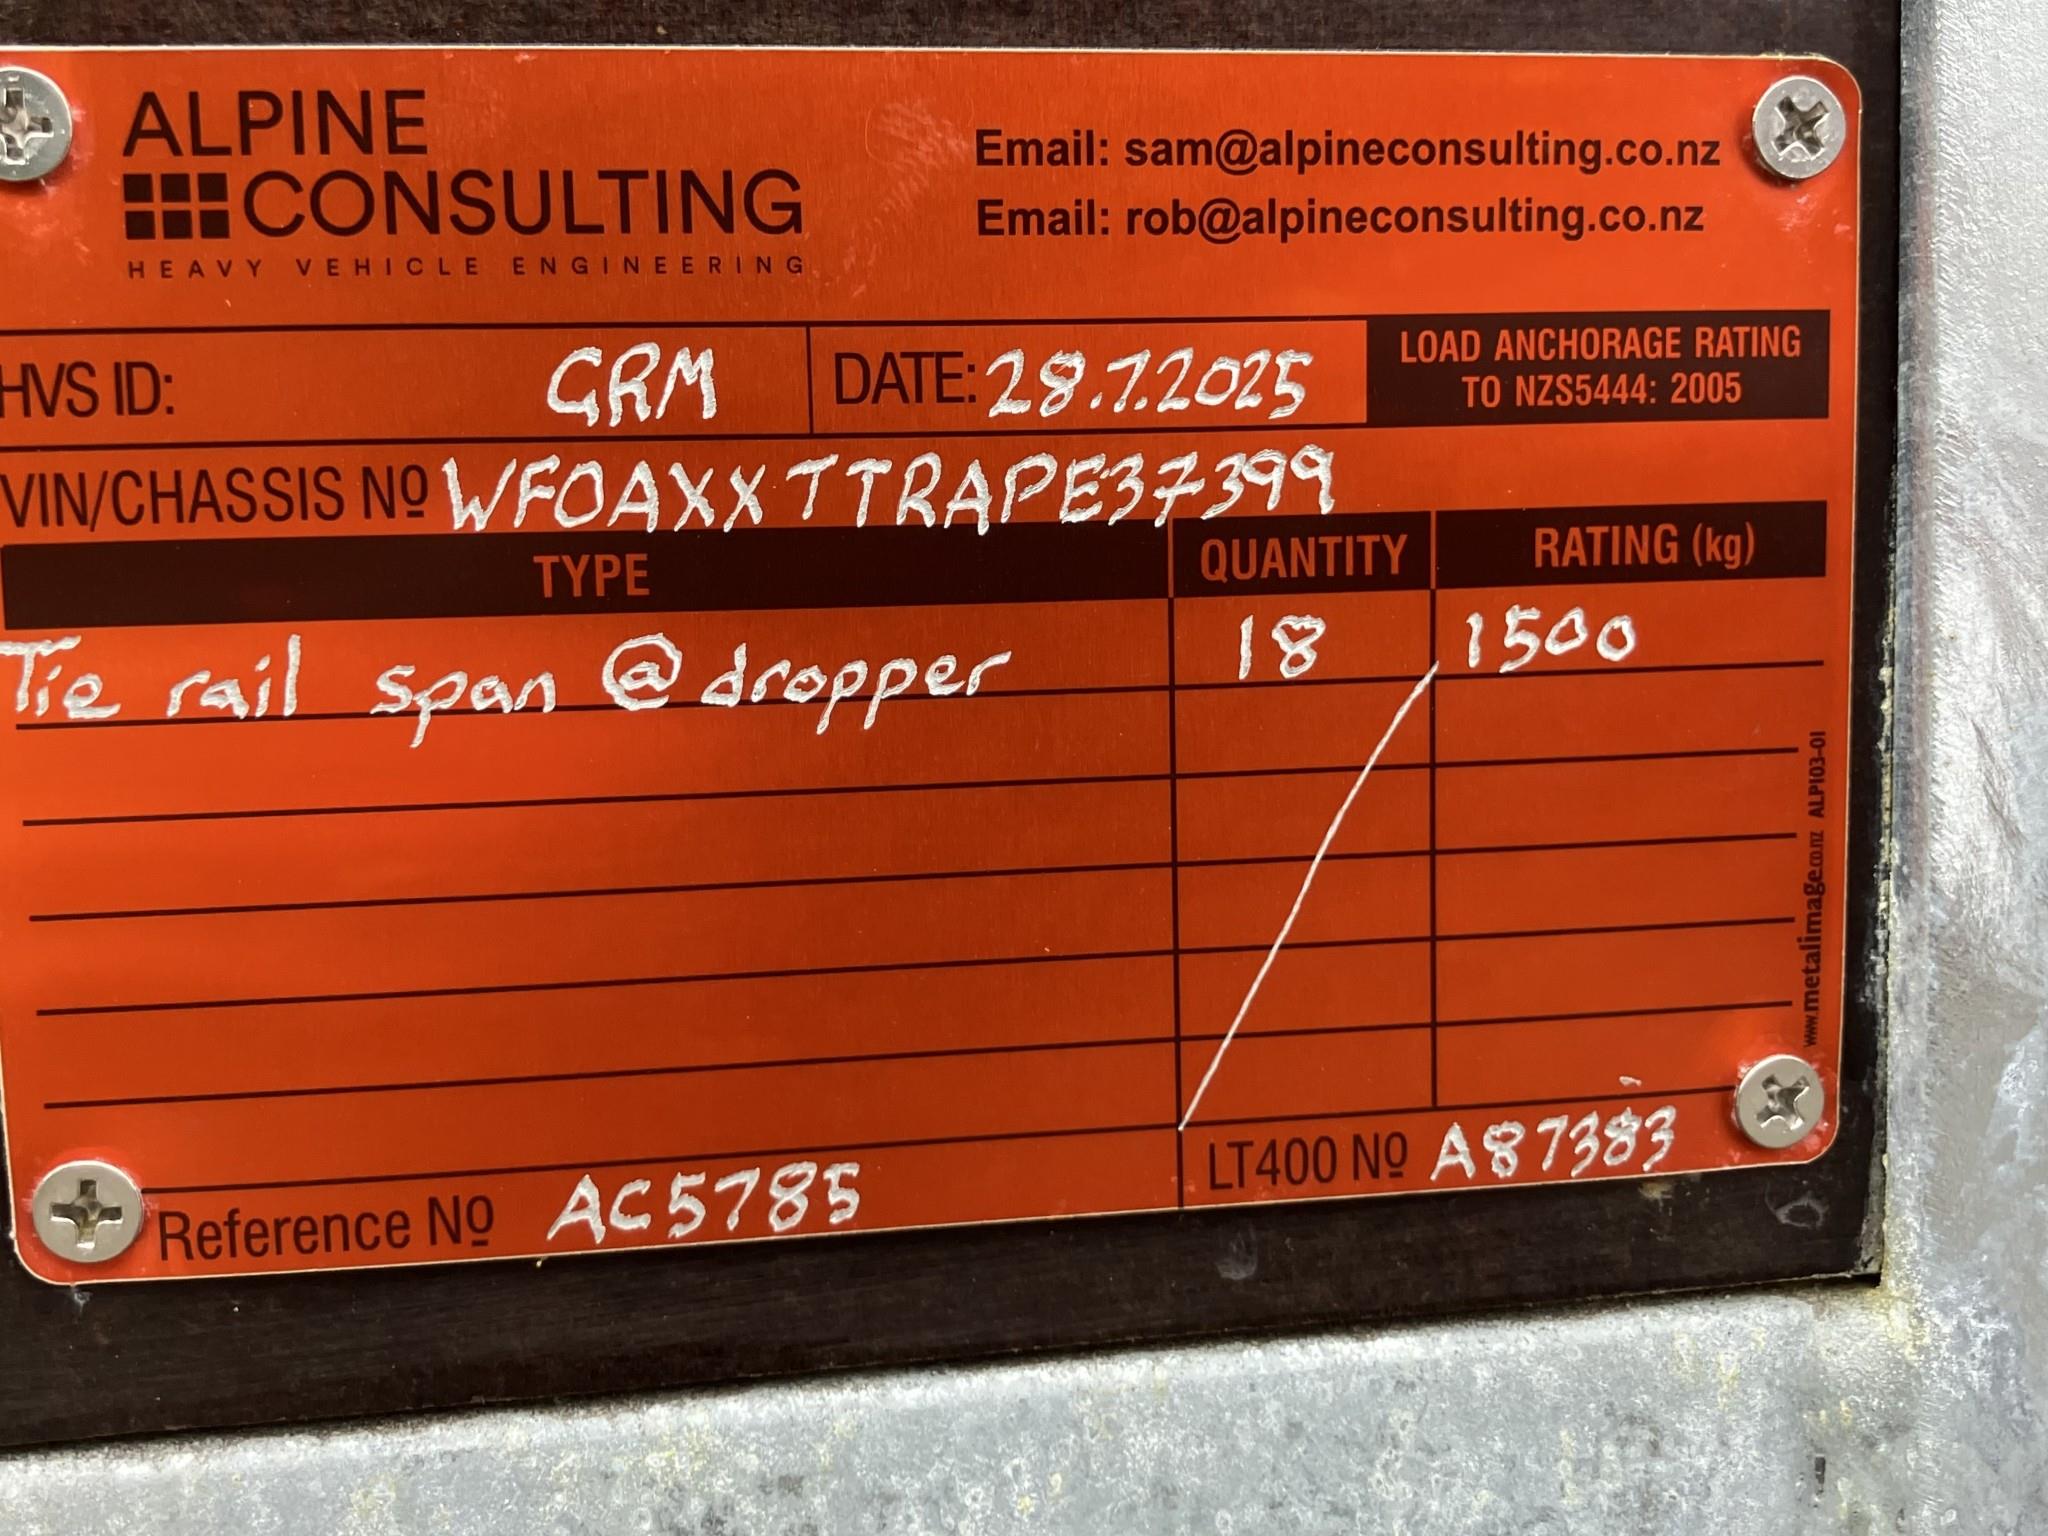 ALPINE
CONSULTING
HEAVY VEHICLE ENGINEERING
Email: sam@alpineconsulting.co.nz
Email: rob@alpineconsulting.co.nz
HVS ID: GRM DATE: 28.7.2025 LOAD ANCHORAGE RATING
TO NZS5444: 2005
VIN/CHASSIS Nº WFOAXXTTRAPE37399
TYPE QUANTITY RATING (kg)
Tie rail span @ dropper 18 1500
Reference Nº AC5785 LT400 Nº A87383
www.metalimage.co.nz ALP103-01